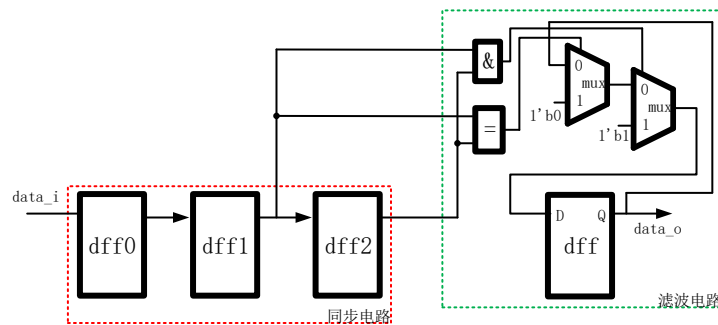 &
0
mux
1
1'b0
0
mux
1
1'b1
=
data_i
dff0
dff1
dff2
D
Q
dff
data_o
同步电路
滤波电路